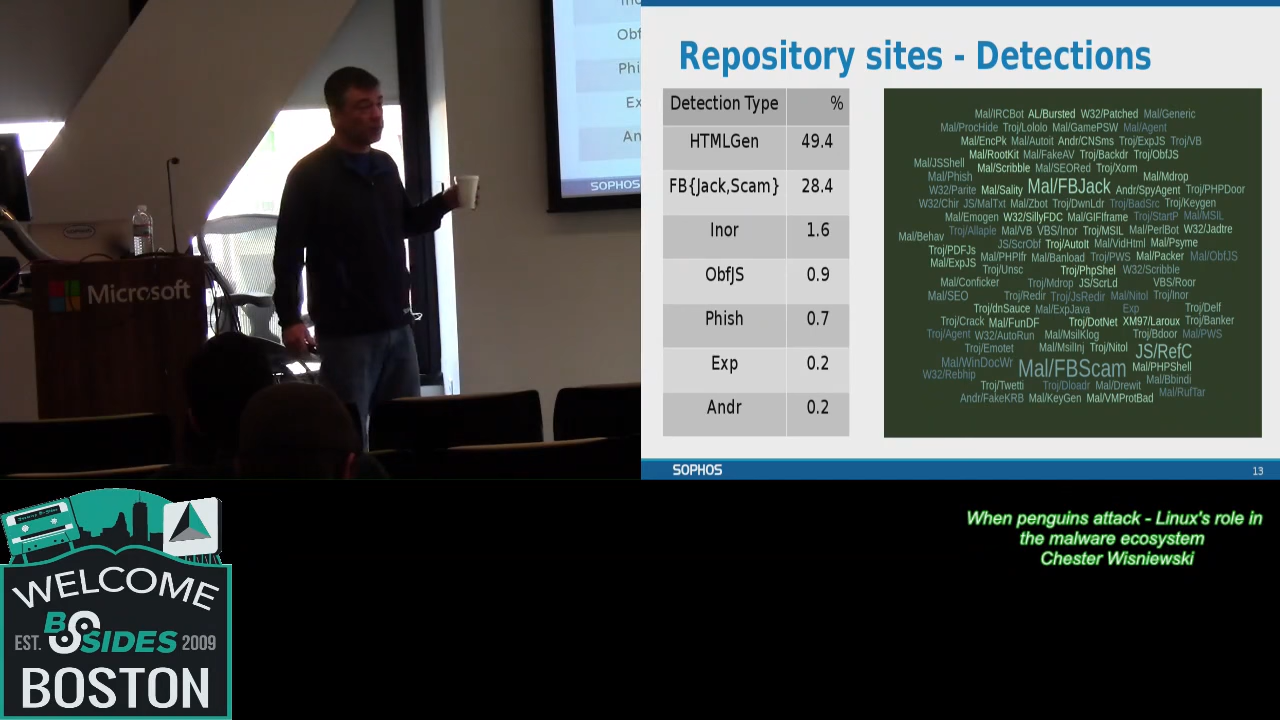 Obf
Phi
Ex
An
SOPHOS
Microsoft
Repository sites - Detections
Detection Type %
HTMLGen 49.4
FB{Jack,Scam} 28.4
Inor 1.6
ObfJS 0.9
Phish 0.7
Exp 0.2
Andr 0.2
Mal/IRCBot AL/Bursted W32/Patched Mal/Generic
Mal/ProcHide Troj/Lololo Mal/GamePSW Mal/Agent
Mal/EncPk Mal/Autoit Andr/CNSms Troj/ExpJS Troj/VB
Mal/RootKit Mal/FakeAV Troj/Backdr Troj/ObfJS
Mal/JSShell Mal/Scribble Mal/SEORed Troj/Xorm
Mal/Phish Mal/Mdrop
W32/Parite Mal/Sality Mal/FBJack Andr/SpyAgent Troj/PHPDoor
W32/Chir JS/MalTxt Mal/Zbot Troj/DwnLdr Troj/BadSrc Troj/Keygen
Mal/Emogen W32/SillyFDC Mal/GIFIframe Troj/StartP Mal/MSIL
Troj/Allaple Mal/VB VBS/Inor Troj/MSIL Mal/PerlBot W32/Jadtre
Mal/Behav JS/ScrObf Troj/AutoIt Mal/VidHtml Mal/Psyme
Troj/PDFJs Mal/PHPIfr Mal/Banload Troj/PWS Mal/Packer Mal/ObfJS
Mal/ExpJS Troj/Unsc Troj/PhpShel W32/Scribble
Mal/Conficker Troj/Mdrop JS/ScrLd VBS/Roor
Mal/SEO Troj/Redir Troj/JsRedir Mal/Nitol Troj/Inor
Troj/dnSauce Mal/ExpJava Exp Troj/Delf
Troj/Crack Mal/FunDF Troj/DotNet XM97/Laroux Troj/Banker
Troj/Agent W32/AutoRun Mal/MsilKlog Troj/Bdoor Mal/PWS
Troj/Emotet Mal/MsilInj Troj/Nitol JS/RefC
Mal/WinDocWr Mal/FBScam Mal/PHPShell
W32/Rebhip Mal/Bbindi
Troj/Twetti Troj/Dloadr Mal/Drewit Mal/RufTar
Andr/FakeKRB Mal/KeyGen Mal/VMProtBad
SOPHOS 13
When penguins attack - Linux's role in
the malware ecosystem
Chester Wisniewski
WELCOME
EST. BSIDES 2009
BOSTON